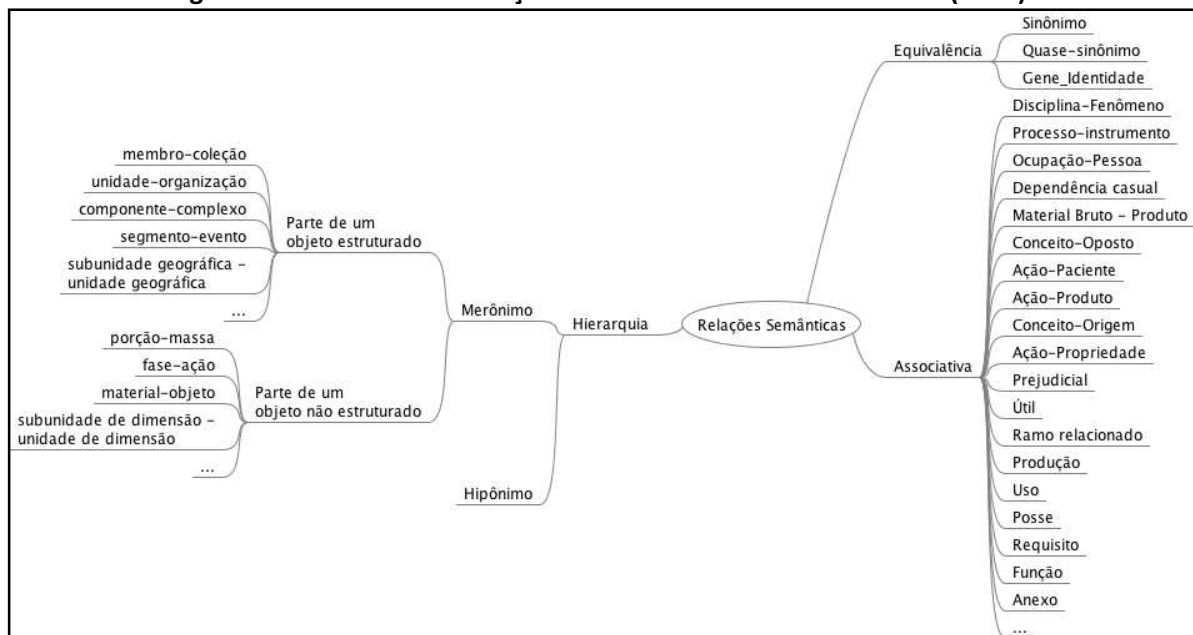 Relações Semânticas
Equivalência
Sinônimo
Quase-sinônimo
Gene_Identidade
Associativa
Disciplina-Fenômeno
Processo-instrumento
Ocupação-Pessoa
Dependência casual
Material Bruto - Produto
Conceito-Oposto
Ação-Paciente
Ação-Produto
Conceito-Origem
Ação-Propriedade
Prejudicial
Útil
Ramo relacionado
Produção
Uso
Posse
Requisito
Função
Anexo
...
Hierarquia
Merônimo
Parte de um
objeto estruturado
membro-coleção
unidade-organização
componente-complexo
segmento-evento
subunidade geográfica -
unidade geográfica
...
Parte de um
objeto não estruturado
porção-massa
fase-ação
material-objeto
subunidade de dimensão -
unidade de dimensão
...
Hipônimo